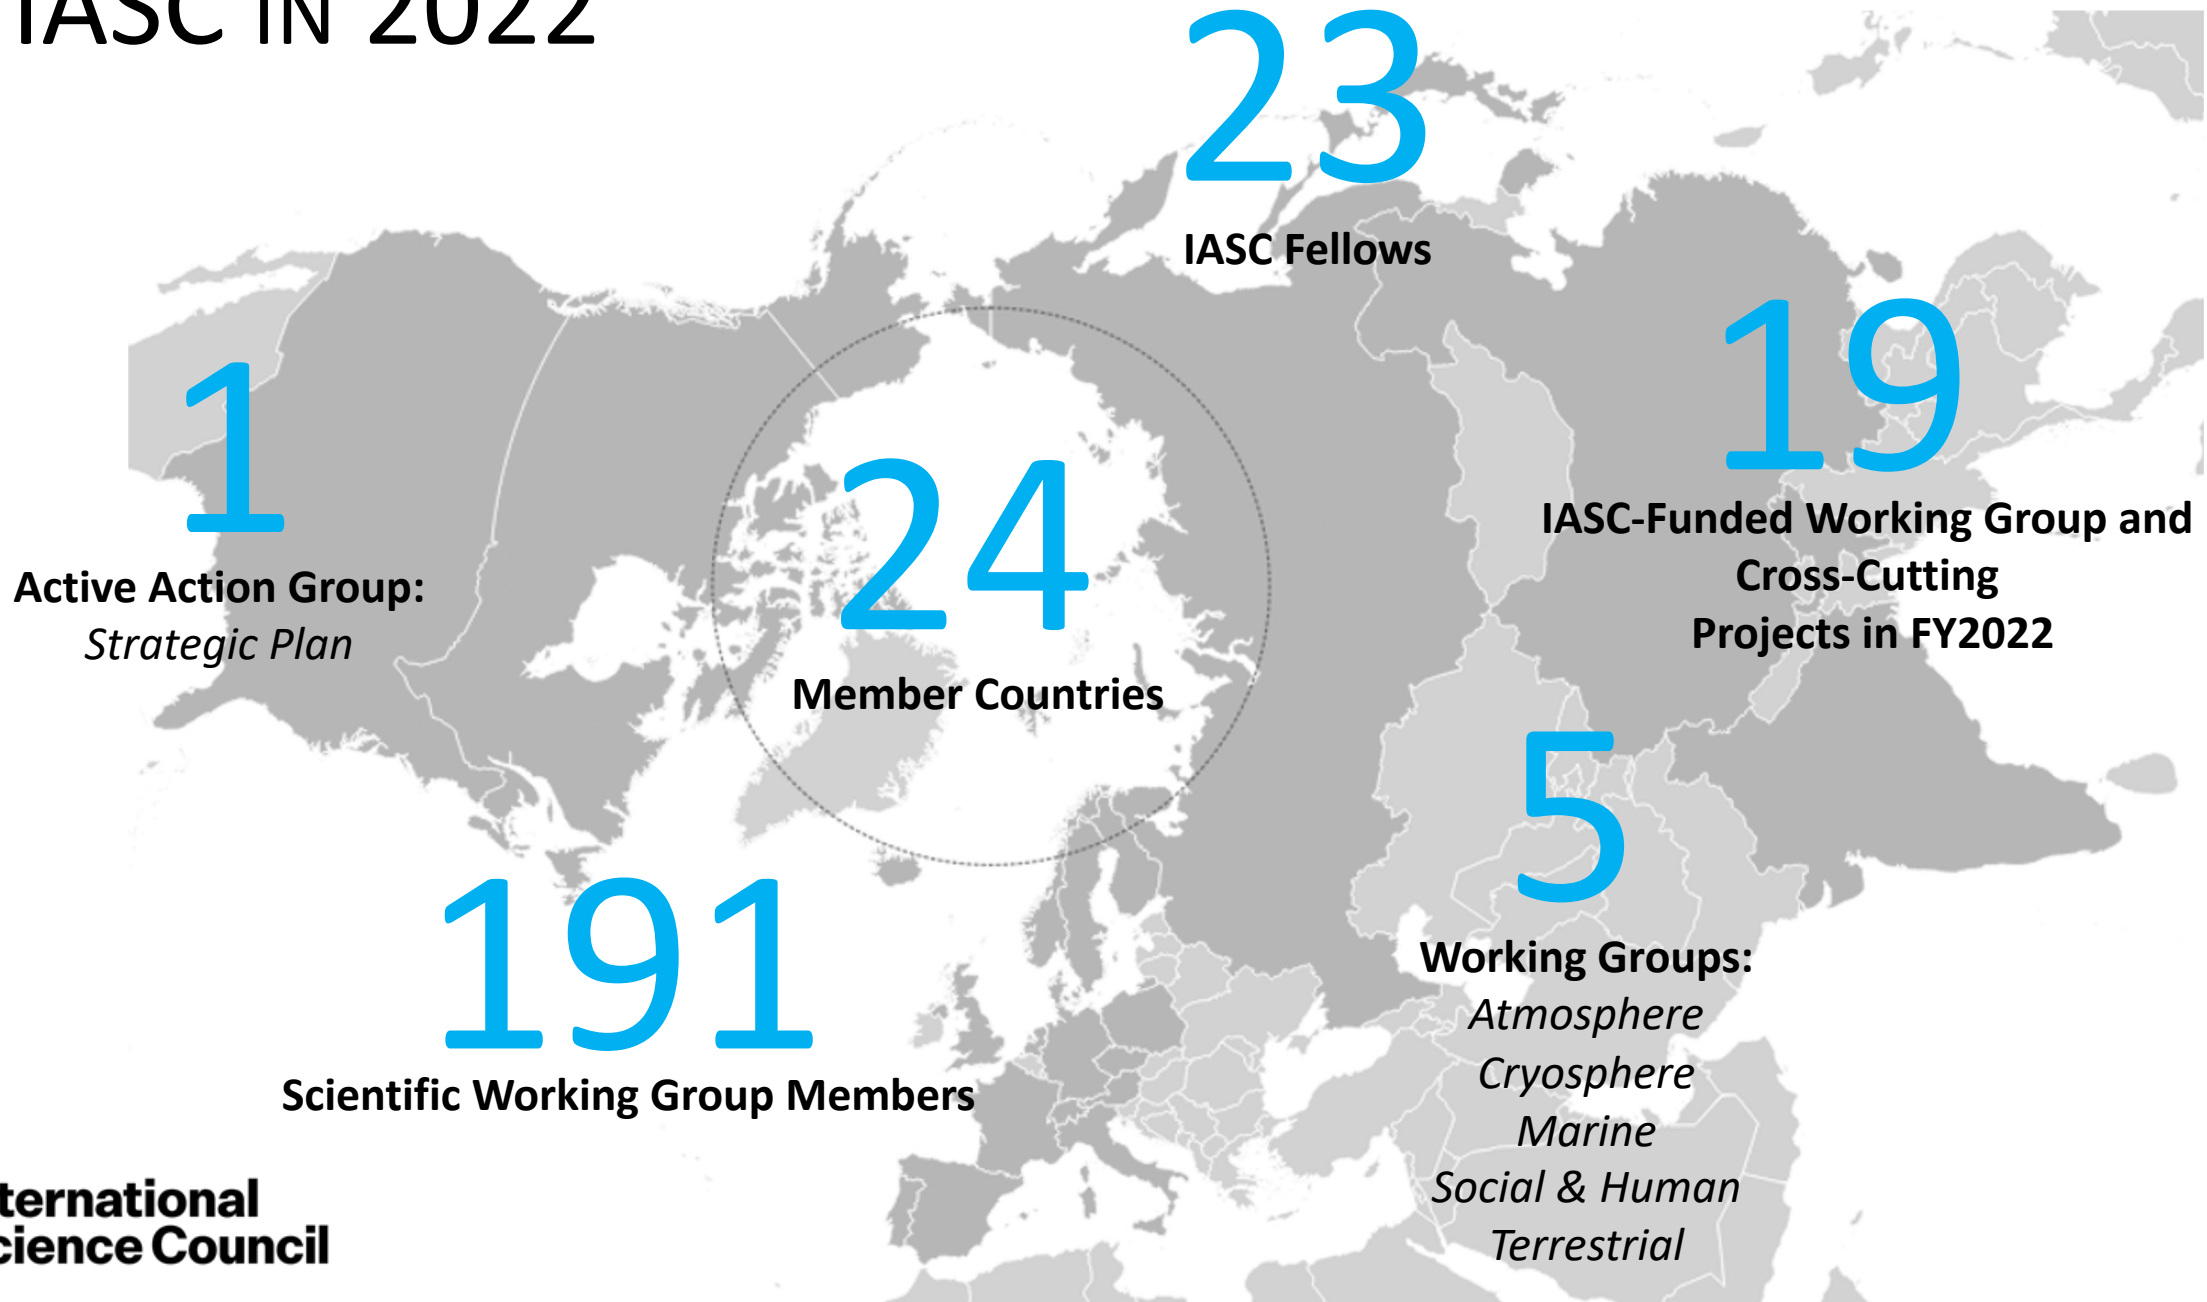 IASC IN 2022
23
IASC Fellows
1
Active Action Group:
Strategic Plan
24
Member Countries
19
IASC-Funded Working Group and
Cross-Cutting
Projects in FY2022
5
Working Groups:
Atmosphere
Cryosphere
Marine
Social & Human
Terrestrial
191
Scientific Working Group Members
ternational
cience Council